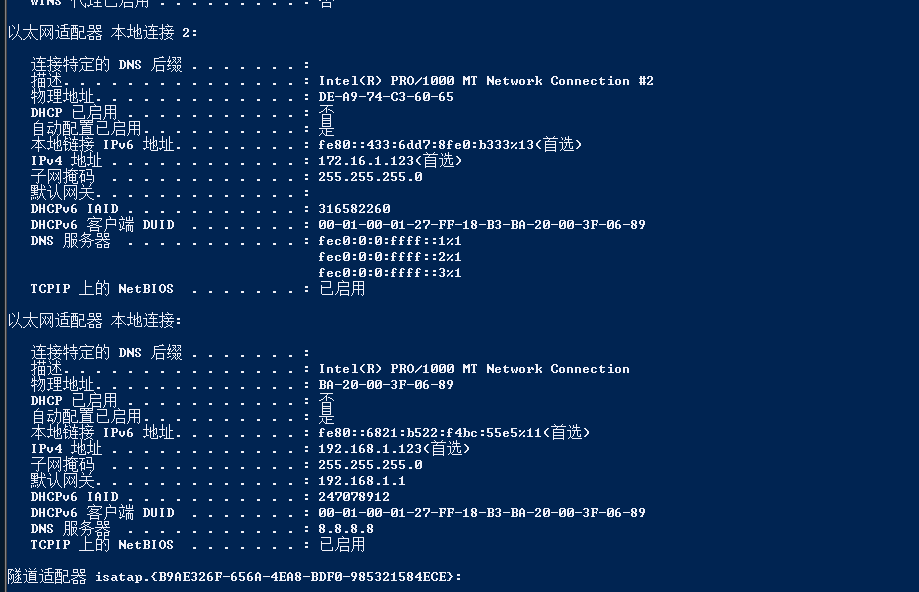 WINS 代理已启用 . . . . . . . . . . : 否
以太网适配器 本地连接 2:
连接特定的 DNS 后缀 . . . . . . . :
描述. . . . . . . . . . . . . . . : Intel(R) PRO/1000 MT Network Connection #2
物理地址. . . . . . . . . . . . . : DE-A9-74-C3-60-65
DHCP 已启用 . . . . . . . . . . . : 否
自动配置已启用. . . . . . . . . . : 是
本地链接 IPv6 地址. . . . . . . . : fe80::433:6dd7:8fe0:b333%13(首选)
IPv4 地址 . . . . . . . . . . . . : 172.16.1.123(首选)
子网掩码  . . . . . . . . . . . . : 255.255.255.0
默认网关. . . . . . . . . . . . . :
DHCPv6 IAID . . . . . . . . . . . : 316582260
DHCPv6 客户端 DUID  . . . . . . . : 00-01-00-01-27-FF-18-B3-BA-20-00-3F-06-89
DNS 服务器  . . . . . . . . . . . : fec0:0:0:ffff::1%1
fec0:0:0:ffff::2%1
fec0:0:0:ffff::3%1
TCPIP 上的 NetBIOS  . . . . . . . : 已启用
以太网适配器 本地连接:
连接特定的 DNS 后缀 . . . . . . . :
描述. . . . . . . . . . . . . . . : Intel(R) PRO/1000 MT Network Connection
物理地址. . . . . . . . . . . . . : BA-20-00-3F-06-89
DHCP 已启用 . . . . . . . . . . . : 否
自动配置已启用. . . . . . . . . . : 是
本地链接 IPv6 地址. . . . . . . . : fe80::6821:b522:f4bc:55e5%11(首选)
IPv4 地址 . . . . . . . . . . . . : 192.168.1.123(首选)
子网掩码  . . . . . . . . . . . . : 255.255.255.0
默认网关. . . . . . . . . . . . . : 192.168.1.1
DHCPv6 IAID . . . . . . . . . . . : 247078912
DHCPv6 客户端 DUID  . . . . . . . : 00-01-00-01-27-FF-18-B3-BA-20-00-3F-06-89
DNS 服务器  . . . . . . . . . . . : 8.8.8.8
TCPIP 上的 NetBIOS  . . . . . . . : 已启用
隧道适配器 isatap.{B9AE326F-656A-4EA8-BDF0-985321584ECE}: